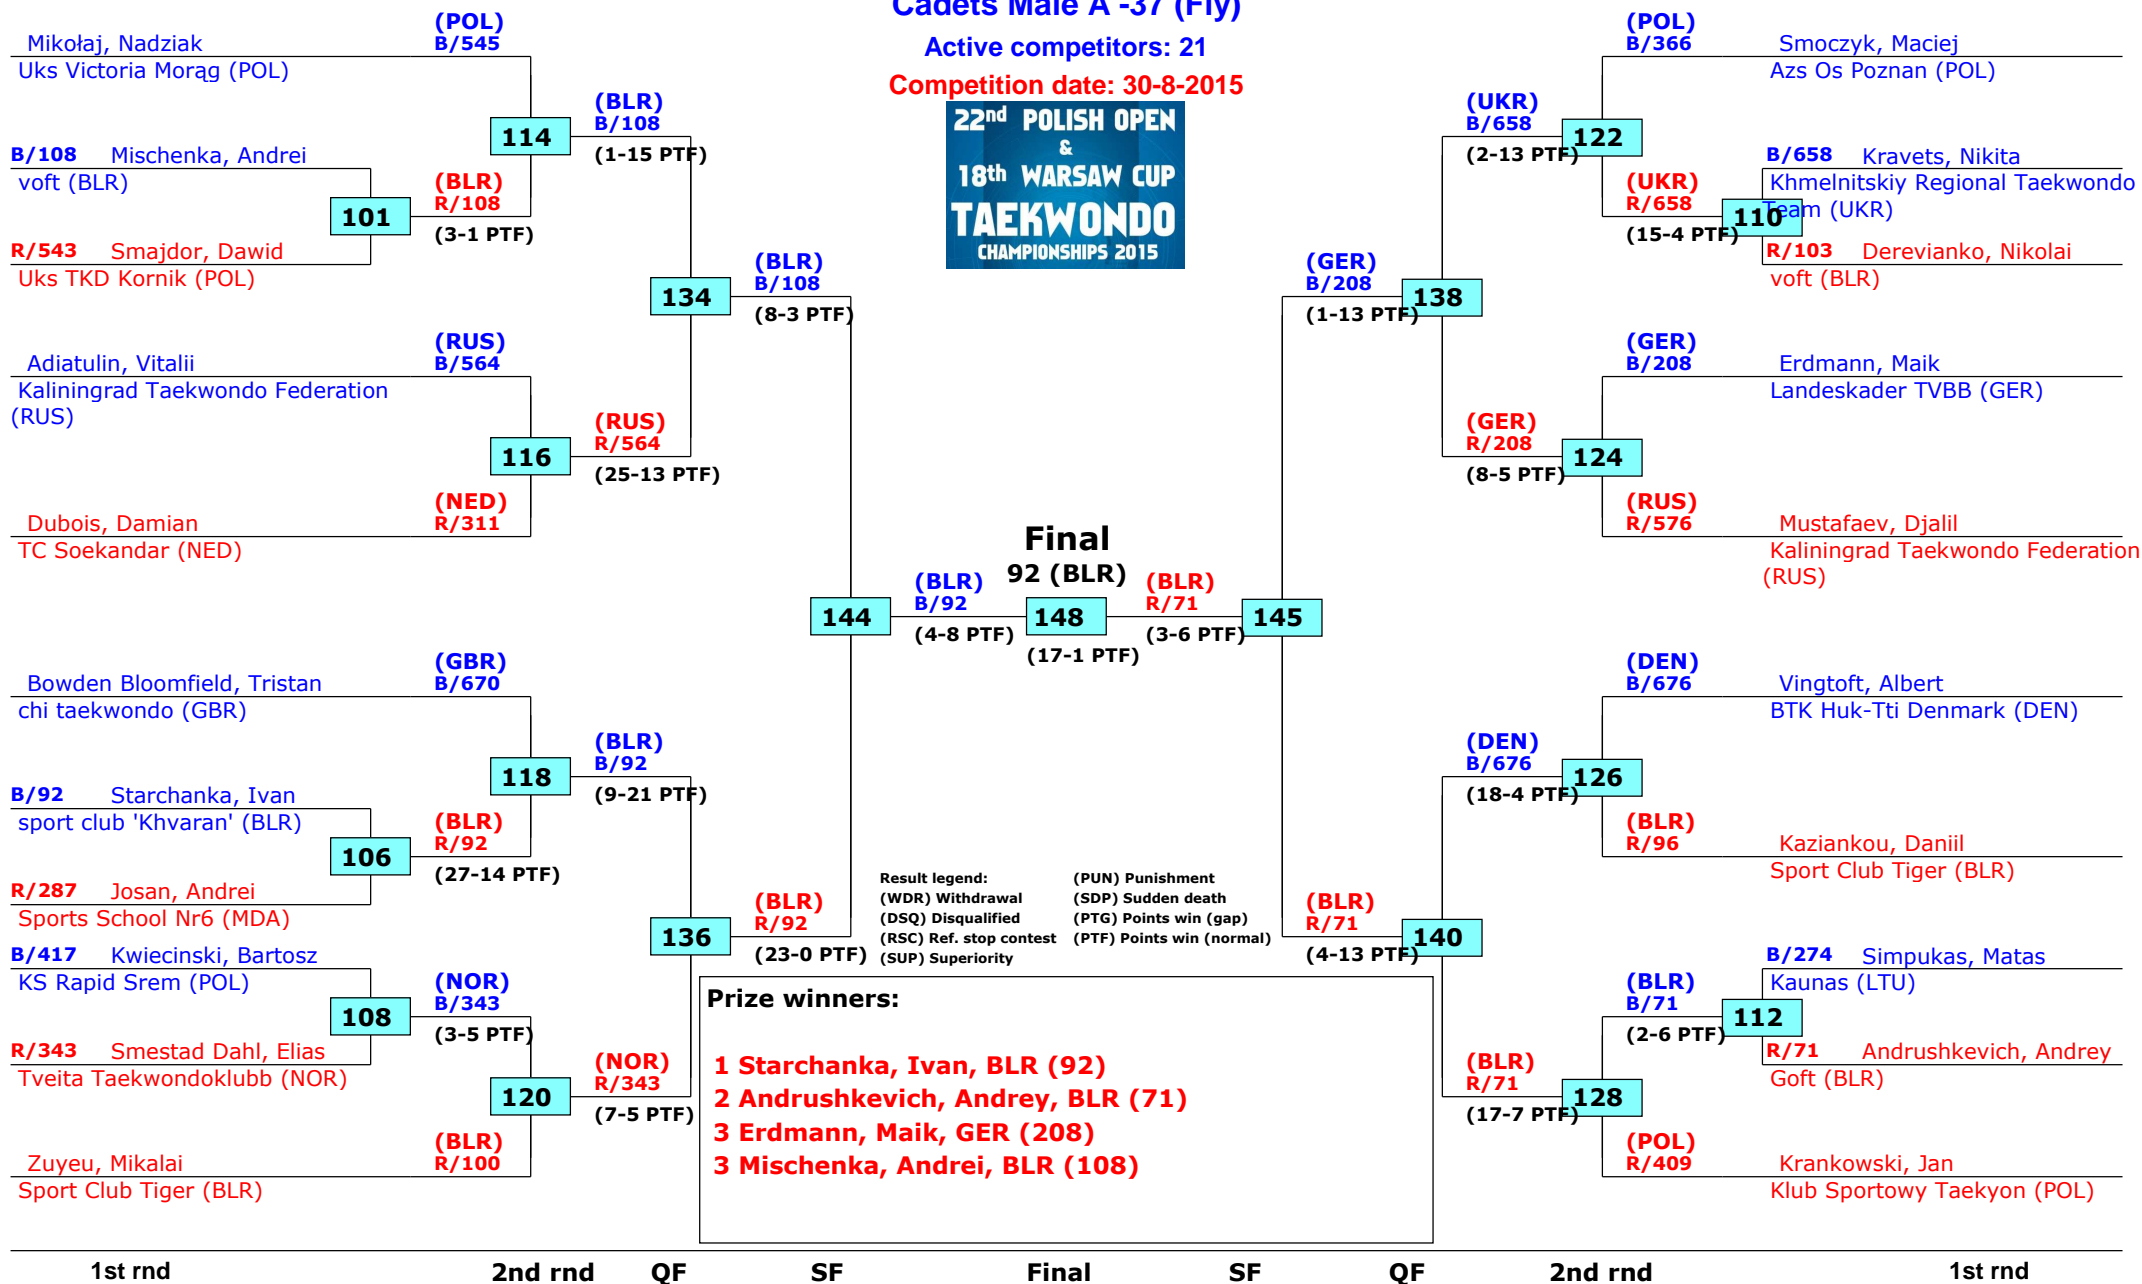 Cadets Male A -37 (Fly)
Active competitors: 21
Competition date: 30-8-2015
22nd POLISH OPEN
&
18th WARSAW CUP
TAEKWONDO
CHAMPIONSHIPS 2015
(POL)
Mikołaj, Nadziak B/545
Uks Victoria Morąg (POL)
(BLR)
B/108
114
(1-15 PTF)
B/108 Mischenka, Andrei
voft (BLR)
(BLR)
R/108
101
(3-1 PTF)
R/543 Smajdor, Dawid
Uks TKD Kornik (POL)
(BLR)
B/108
134
(8-3 PTF)
(RUS)
Adiatulin, Vitalii B/564
Kaliningrad Taekwondo Federation
(RUS)
(RUS)
R/564
116
(25-13 PTF)
(NED)
Dubois, Damian R/311
TC Soekandar (NED)
(BLR)
B/92
144
(4-8 PTF)
(GBR)
Bowden Bloomfield, Tristan B/670
chi taekwondo (GBR)
(BLR)
B/92
118
(9-21 PTF)
B/92 Starchanka, Ivan
sport club 'Khvaran' (BLR)
(BLR)
R/92
106
(27-14 PTF)
R/287 Josan, Andrei
Sports School Nr6 (MDA)
(BLR)
R/92
136
(23-0 PTF)
B/417 Kwiecinski, Bartosz
KS Rapid Srem (POL)
(NOR)
B/343
108
(3-5 PTF)
R/343 Smestad Dahl, Elias
Tveita Taekwondoklubb (NOR)
(NOR)
R/343
120
(7-5 PTF)
(BLR)
Zuyeu, Mikalai R/100
Sport Club Tiger (BLR)
Final
92 (BLR)
148
(17-1 PTF)
(POL)
B/366 Smoczyk, Maciej
Azs Os Poznan (POL)
(UKR)
B/658
122
(2-13 PTF)
B/658 Kravets, Nikita
Khmelnitskiy Regional Taekwondo
Team (UKR)
(UKR)
R/658
110
(15-4 PTF)
R/103 Derevianko, Nikolai
voft (BLR)
(GER)
B/208
138
(1-13 PTF)
(GER)
B/208 Erdmann, Maik
Landeskader TVBB (GER)
(GER)
R/208
124
(8-5 PTF)
(RUS)
R/576 Mustafaev, Djalil
Kaliningrad Taekwondo Federation
(RUS)
(BLR)
R/71
145
(3-6 PTF)
(DEN)
B/676 Vingtoft, Albert
BTK Huk-Tti Denmark (DEN)
(DEN)
B/676
126
(18-4 PTF)
(BLR)
R/96 Kaziankou, Daniil
Sport Club Tiger (BLR)
(BLR)
R/71
140
(4-13 PTF)
B/274 Simpukas, Matas
Kaunas (LTU)
(BLR)
B/71
112
(2-6 PTF)
R/71 Andrushkevich, Andrey
Goft (BLR)
(BLR)
R/71
128
(17-7 PTF)
(POL)
R/409 Krankowski, Jan
Klub Sportowy Taekyon (POL)
Result legend: (PUN) Punishment
(WDR) Withdrawal (SDP) Sudden death
(DSQ) Disqualified (PTG) Points win (gap)
(RSC) Ref. stop contest (PTF) Points win (normal)
(SUP) Superiority
Prize winners:
1 Starchanka, Ivan, BLR (92)
2 Andrushkevich, Andrey, BLR (71)
3 Erdmann, Maik, GER (208)
3 Mischenka, Andrei, BLR (108)
1st rnd 2nd rnd QF SF Final SF QF 2nd rnd 1st rnd